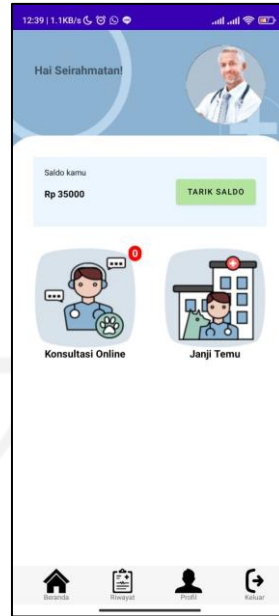 12:39 | 1.1KB/s
Hai Seirahmatan!
Saldo kamu
Rp 35000
TARIK SALDO
0
Konsultasi Online
Janji Temu
Beranda
Riwayat
Profil
Keluar